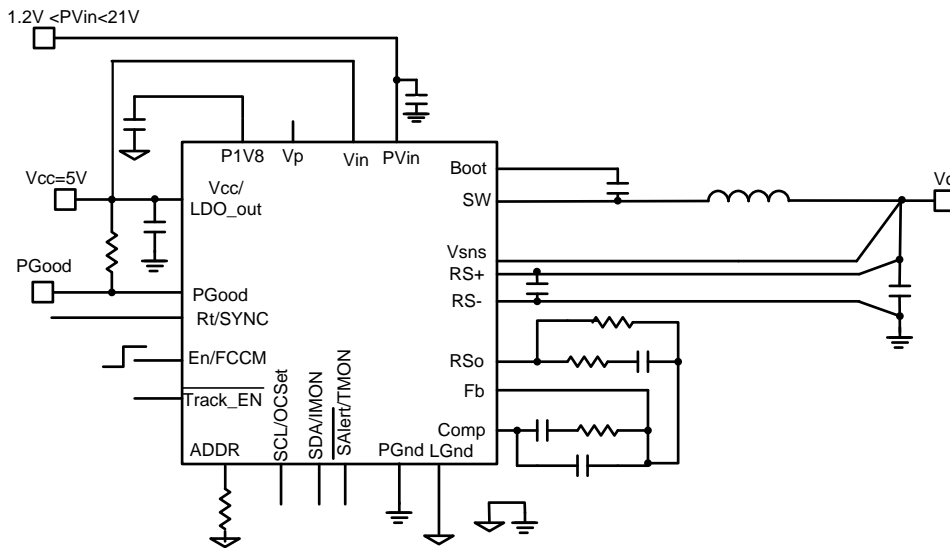 1.2V <PVin<21V
P1V8
Vp
Vin
PVin
Vcc=5V
Vcc/
LDO_out
Boot
SW
PGood
PGood
Vsns
RS+
RS-
Rt/SYNC
En/FCCM
Track_EN
RSo
Fb
Comp
ADDR
SCL/OCSet
SDA/IMON
SAlert/TMON
PGnd
LGnd